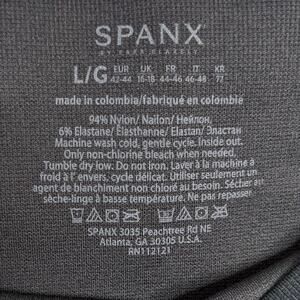 SPANX
BY SARA BLAKELY
L/G
EUR UK FR IT KR
42-44 16-18 44-46 46-48 77
made in colombia/fabriqué en colombie
94% Nylon/ Nailon/ Нейлон,
6% Elastane/ Élasthanne/ Elastan/ Эластан
Machine wash cold, gentle cycle. Inside out.
Only non-chlorine bleach when needed.
Tumble dry low. Do not iron. Laver à la machine à
froid à l' envers, cycle délicat. Utiliser seulement un
agent de blanchiment non chloré au besoin. Sécher au
sèche-linge à basse température. Ne pas repasser
SPANX 3035 Peachtree Rd NE
Atlanta, GA 30305 U.S.A.
RN112121